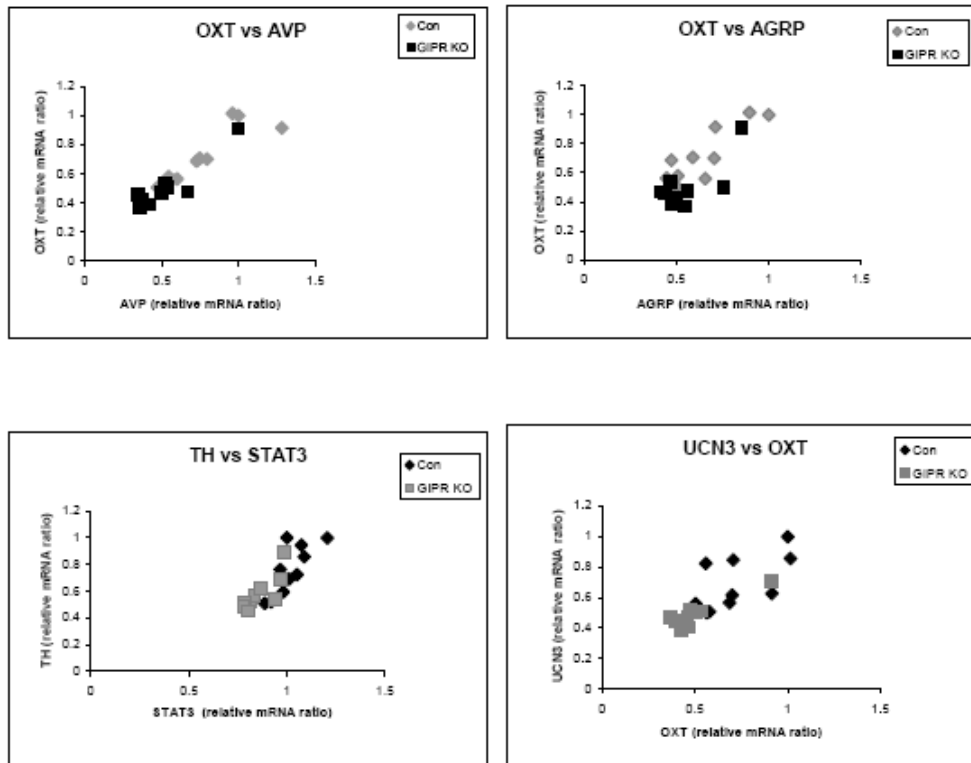 OXT vs AVP
Con
GIPR KO
OXT (relative mRNA ratio)
1.2
1
0.8
0.6
0.4
0.2
0
0
0.5
1
1.5
AVP (relative mRNA ratio)
OXT vs AGRP
Con
GIPR KO
OXT (relative mRNA ratio)
1.2
1
0.8
0.6
0.4
0.2
0
0
0.5
1
1.5
AGRP (relative mRNA ratio)
TH vs STAT3
Con
GIPR KO
TH (relative mRNA ratio)
1.2
1
0.8
0.6
0.4
0.2
0
0
0.5
1
1.5
STAT3 (relative mRNA ratio)
UCN3 vs OXT
Con
GIPR KO
UCN3 (relative mRNA ratio)
1.2
1
0.8
0.6
0.4
0.2
0
0
0.5
1
1.5
OXT (relative mRNA ratio)